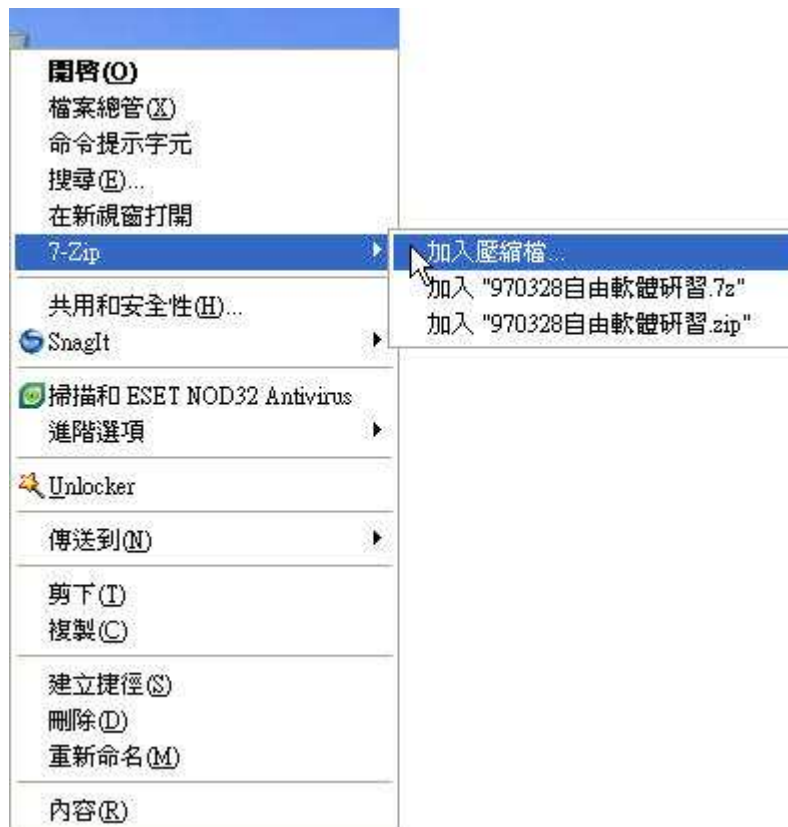 開啓(O)
檔案總管(X)
命令提示字元
搜尋(E)...
在新視窗打開
7-Zip
加入壓縮檔...
加入 "970328自由軟體研習.7z"
加入 "970328自由軟體研習.zip"
共用和安全性(H)...
SnagIt
掃描和 ESET NOD32 Antivirus
進階選項
Unlocker
傳送到(N)
剪下(T)
複製(C)
建立捷徑(S)
刪除(D)
重新命名(M)
內容(R)